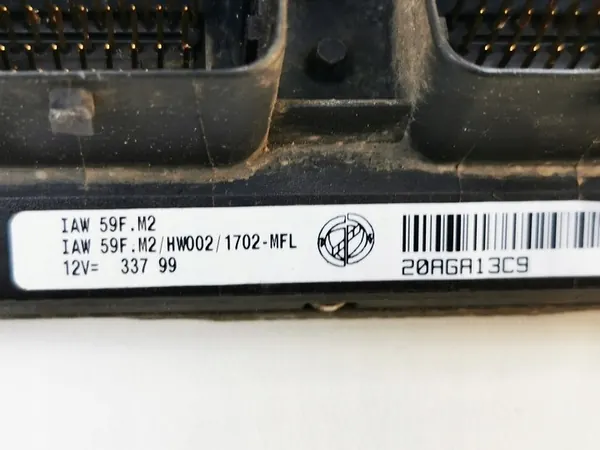 IAW 59F.M2
IAW 59F.M2/HW002/1702-MFL
12V= 337 99
20AGA13C9